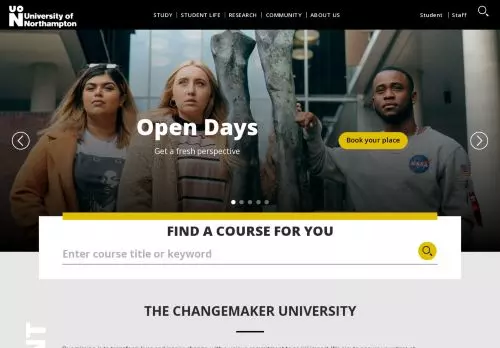 UO
N University of
Northampton
STUDY | STUDENT LIFE | RESEARCH | COMMUNITY | ABOUT US
Student | Staff
Open Days
Get a fresh perspective
Book your place
NASA
FIND A COURSE FOR YOU
Enter course title or keyword
THE CHANGEMAKER UNIVERSITY